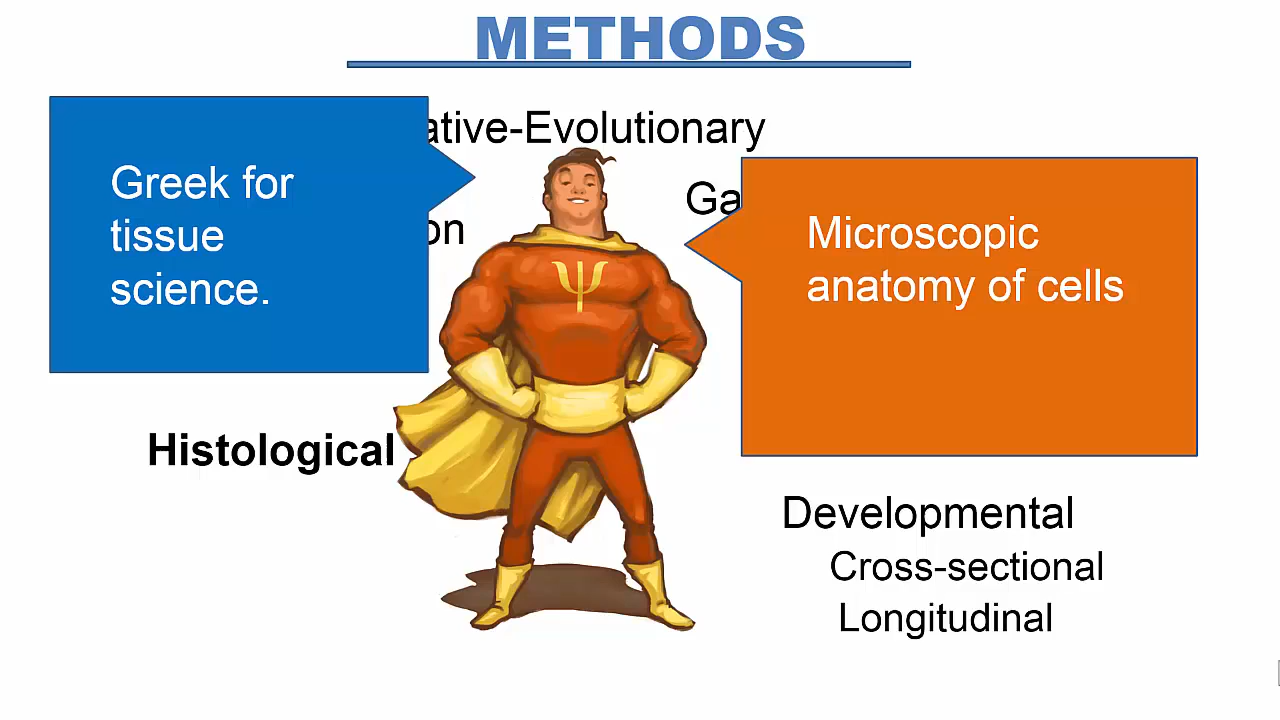 METHODS
ative-Evolutionary
Greek for
tissue
science.
Ga
on
Microscopic
anatomy of cells
Ψ
Histological
Developmental
Cross-sectional
Longitudinal